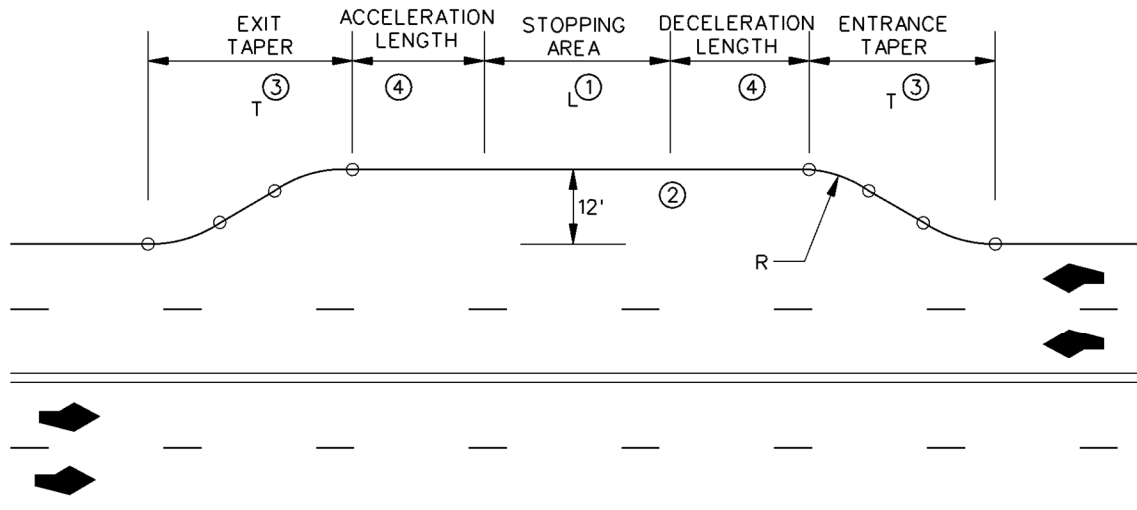 EXIT
TAPER
ACCELERATION
LENGTH
STOPPING
AREA
DECELERATION
LENGTH
ENTRANCE
TAPER
T ③
④
L ①
④
T ③
②
12'
R